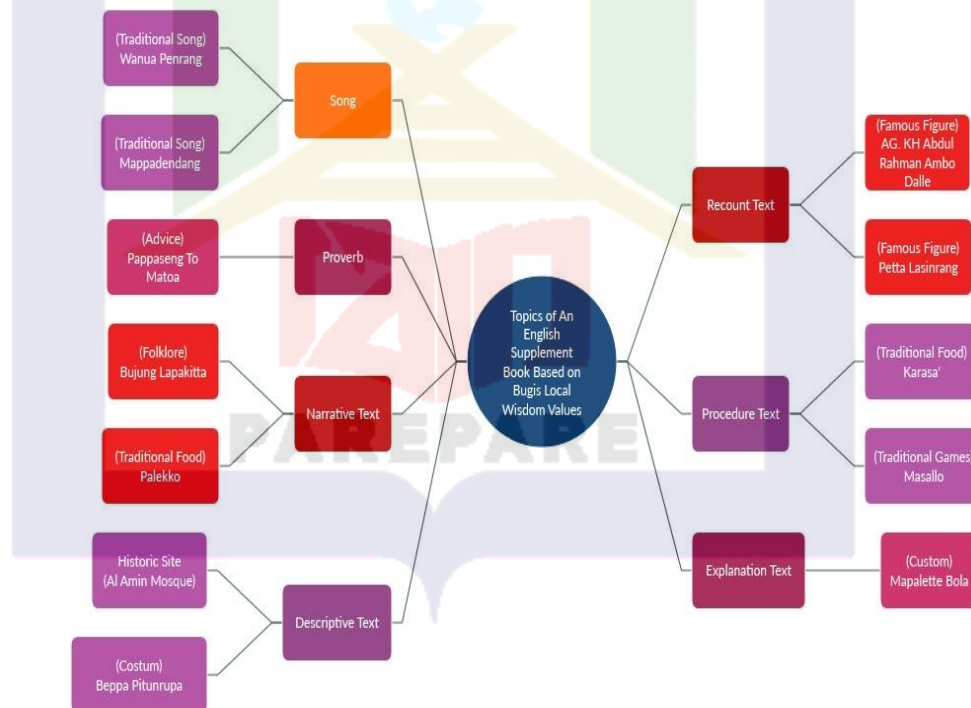 (Traditional Song)
Wanua Penrang
(Traditional Song)
Mappadendang
Song
(Advice)
Pappaseng To
Matoa
Proverb
(Folklore)
Bujung Lapakitta
(Traditional Food)
Palekko
Narrative Text
Historic Site
(Al Amin Mosque)
(Costum)
Beppa Pitunrupa
Descriptive Text
Topics of An
English
Supplement
Book Based on
Bugis Local
Wisdom Values
Recount Text
(Famous Figure)
AG. KH Abdul
Rahman Ambo
Dalle
(Famous Figure)
Petta Lasinrang
Procedure Text
(Traditional Food)
Karasa'
(Traditional Games)
Masallo
Explanation Text
(Custom)
Mapalette Bola
PAREPARE